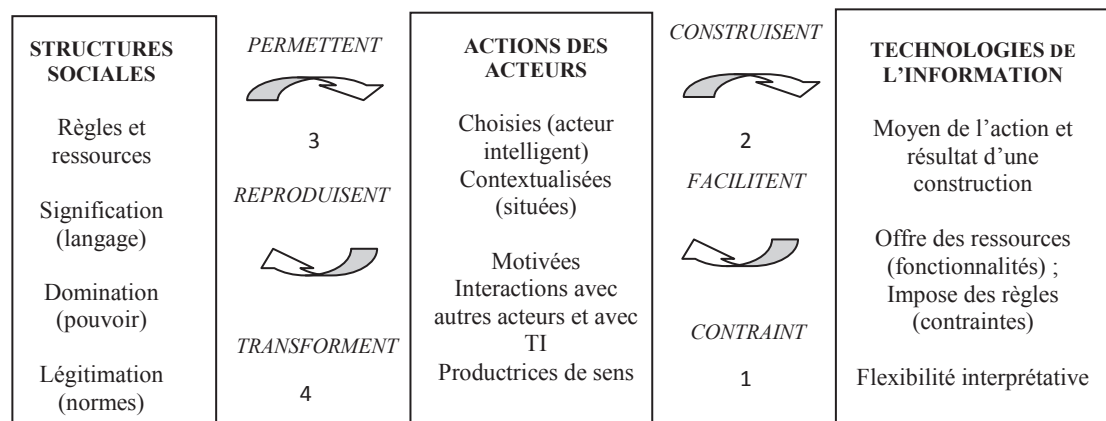 STRUCTURES
SOCIALES
Règles et
ressources
Signification
(langage)
Domination
(pouvoir)
Légitimation
(normes)
PERMETTENT
3
REPRODUISENT
TRANSFORMENT
4
ACTIONS DES
ACTEURS
Choisies (acteur
intelligent)
Contextualisées
(situées)
Motivées
Interactions avec
autres acteurs et avec
TI
Productrices de sens
CONSTRUISENT
2
FACILITENT
CONTRAINT
1
TECHNOLOGIES DE
L’INFORMATION
Moyen de l’action et
résultat d’une
construction
Offre des ressources
(fonctionnalités) ;
Impose des règles
(contraintes)
Flexibilité interprétative